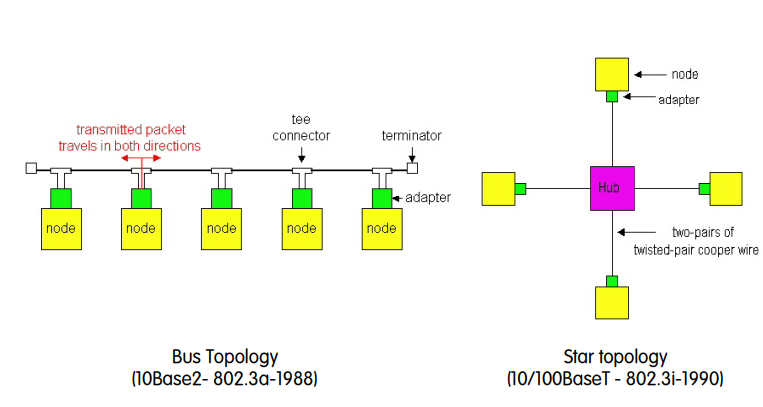 transmitted packet
travels in both directions
tee
connector
terminator
adapter
node
node
node
node
node
Bus Topology
(10Base2- 802.3a-1988)
node
adapter
Hub
two-pairs of
twisted-pair cooper wire
Star topology
(10/100BaseT - 802.3i-1990)